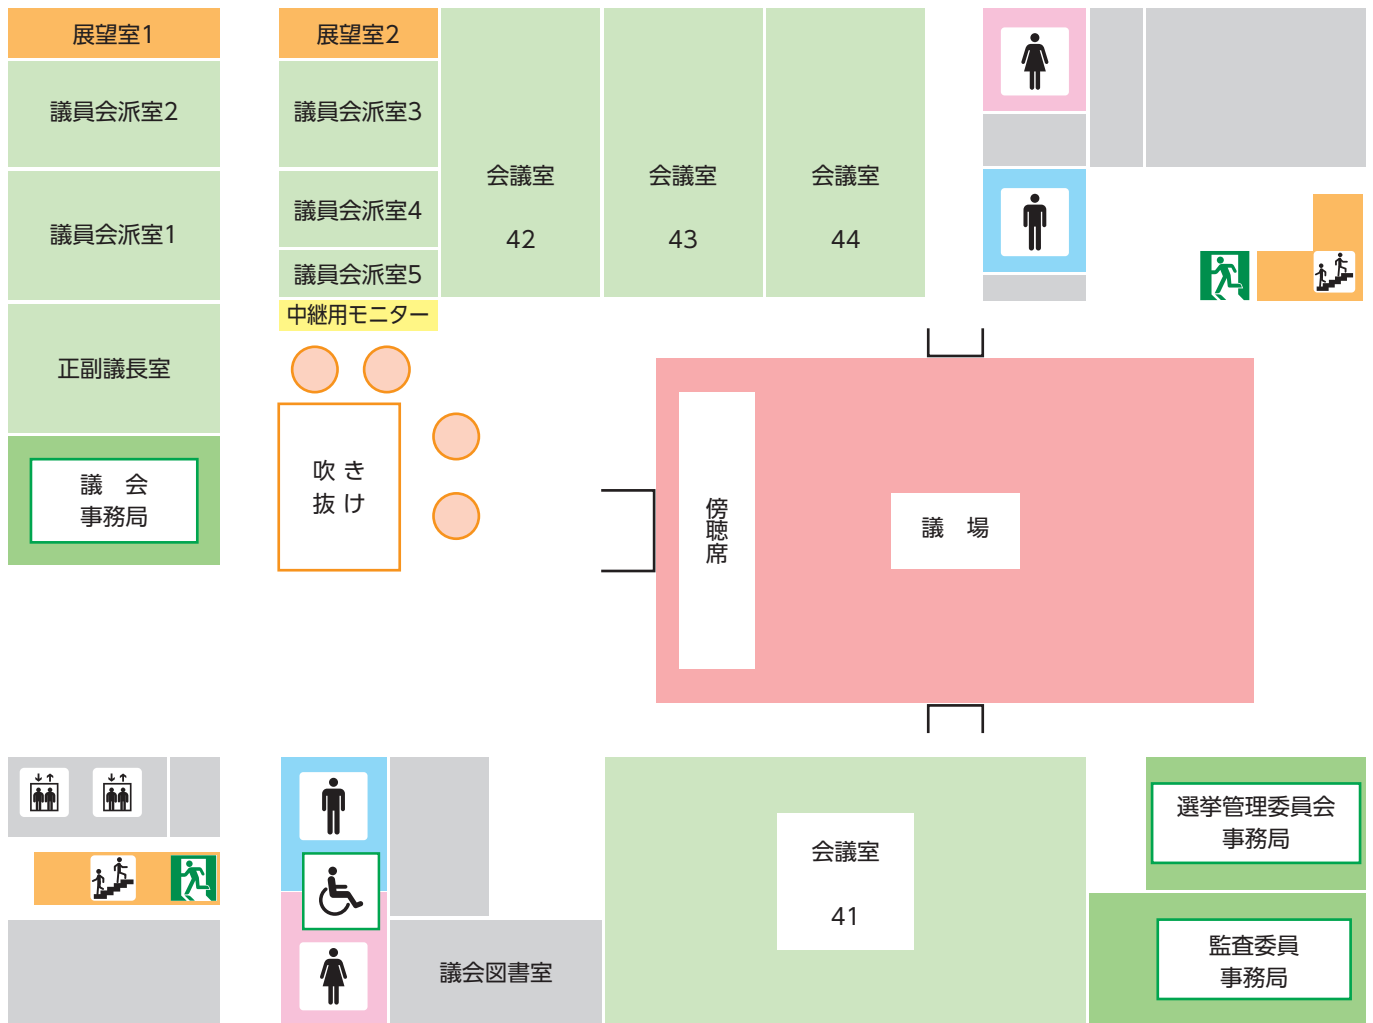 展望室1
展望室2
議員会派室2
議員会派室3
会議室
42
会議室
43
会議室
44
議員会派室4
議員会派室1
議員会派室5
中継用モニター
正副議長室
議　会
事務局
吹 き
抜 け
傍聴席
議　場
選挙管理委員会
事務局
会議室
41
監査委員
事務局
議会図書室